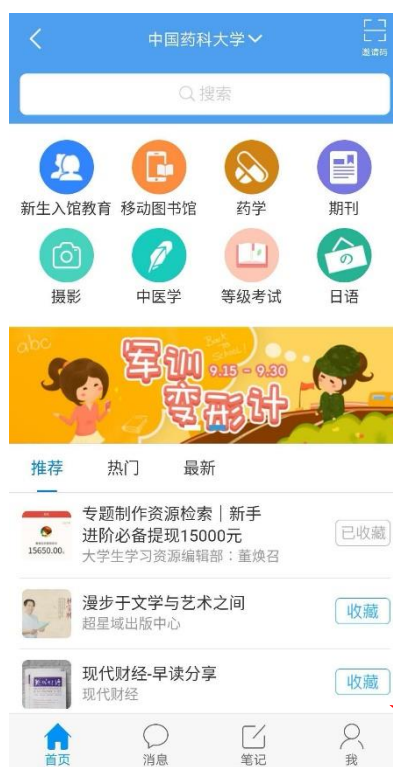 中国药科大学
邀请码
搜索
新生入馆教育 移动图书馆 药学 期刊
摄影 中医学 等级考试 日语
abc
Back to School!
军训 9.15 - 9.30
变形计
推荐 热门 最新
专题制作资源检索｜新手
进阶必备提现15000元
已收藏
15650.00.
大学生学习资源编辑部：董焕召
漫步于文学与艺术之间
收藏
超星域出版中心
现代财经-早读分享
收藏
现代财经
首页 消息 笔记 我